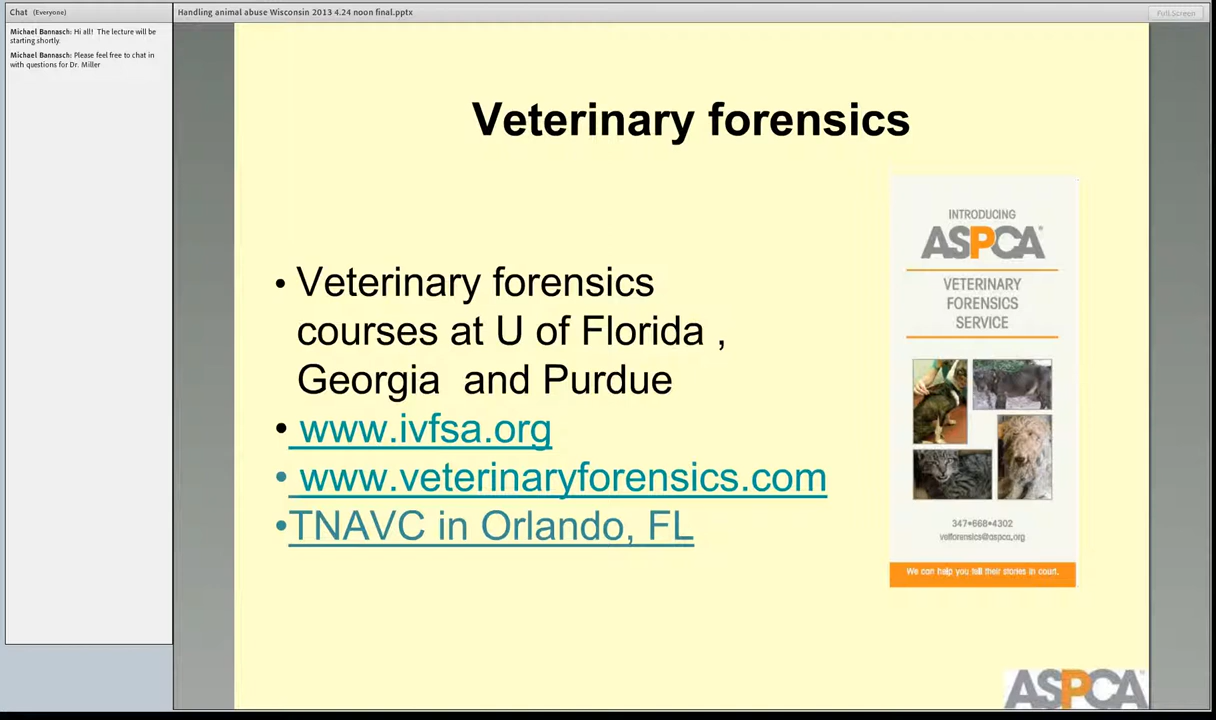 Chat (Everyone)
Michael Bannasch: Hi all! The lecture will be
starting shortly.
Michael Bannasch: Please feel free to chat in
with questions for Dr. Miller
Handling animal abuse Wisconsin 2013 4.24 noon final.pptx
Full Screen
Veterinary forensics
• Veterinary forensics
courses at U of Florida ,
Georgia and Purdue
• www.ivfsa.org
• www.veterinaryforensics.com
•TNAVC in Orlando, FL
INTRODUCING
ASPCA®
VETERINARY
FORENSICS
SERVICE
347•668•4302
vetforensics@aspca.org
We can help you tell their stories in court.
ASPCA